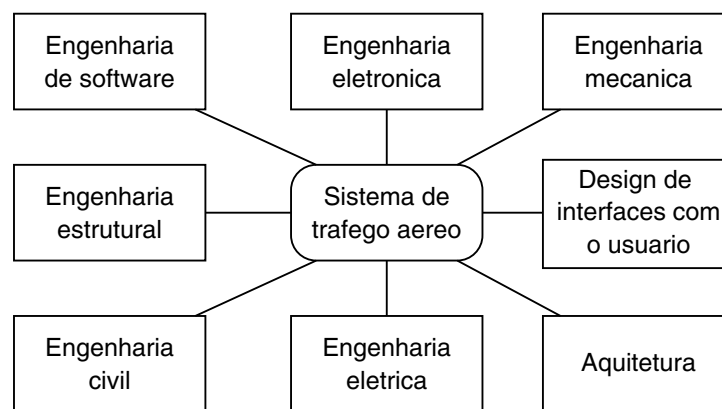 Engenharia
de software
Engenharia
eletronica
Engenharia
mecanica
Engenharia
estrutural
Sistema de
trafego aereo
Design de
interfaces com
o usuario
Engenharia
civil
Engenharia
eletrica
Aquitetura